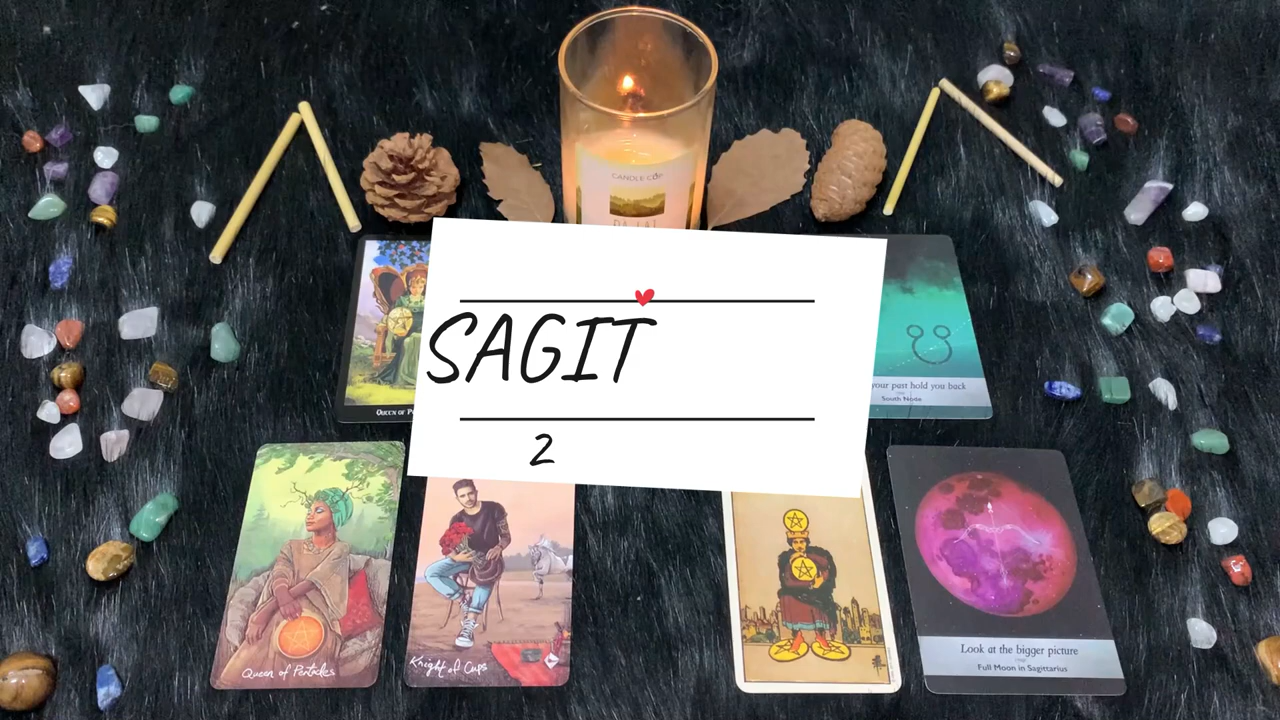 CANDLE CUP
SAGIT
2
QUEEN OF
your past hold you back
South Node
Queen of Pentacles
Knight of Cups
Look at the bigger picture
Full Moon in Sagittarius